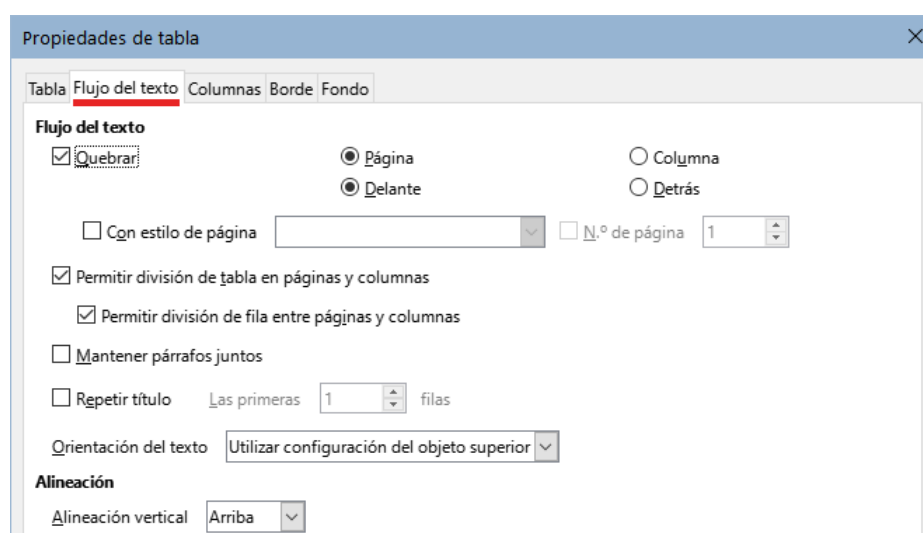 Propiedades de tabla
Tabla Flujo del texto Columnas Borde Fondo
Flujo del texto
Quebrar Página Columna
Delante Detrás
Con estilo de página N.º de página 1
Permitir división de tabla en páginas y columnas
Permitir división de fila entre páginas y columnas
Mantener párrafos juntos
Repetir título Las primeras 1 filas
Orientación del texto Utilizar configuración del objeto superior
Alineación
Alineación vertical Arriba